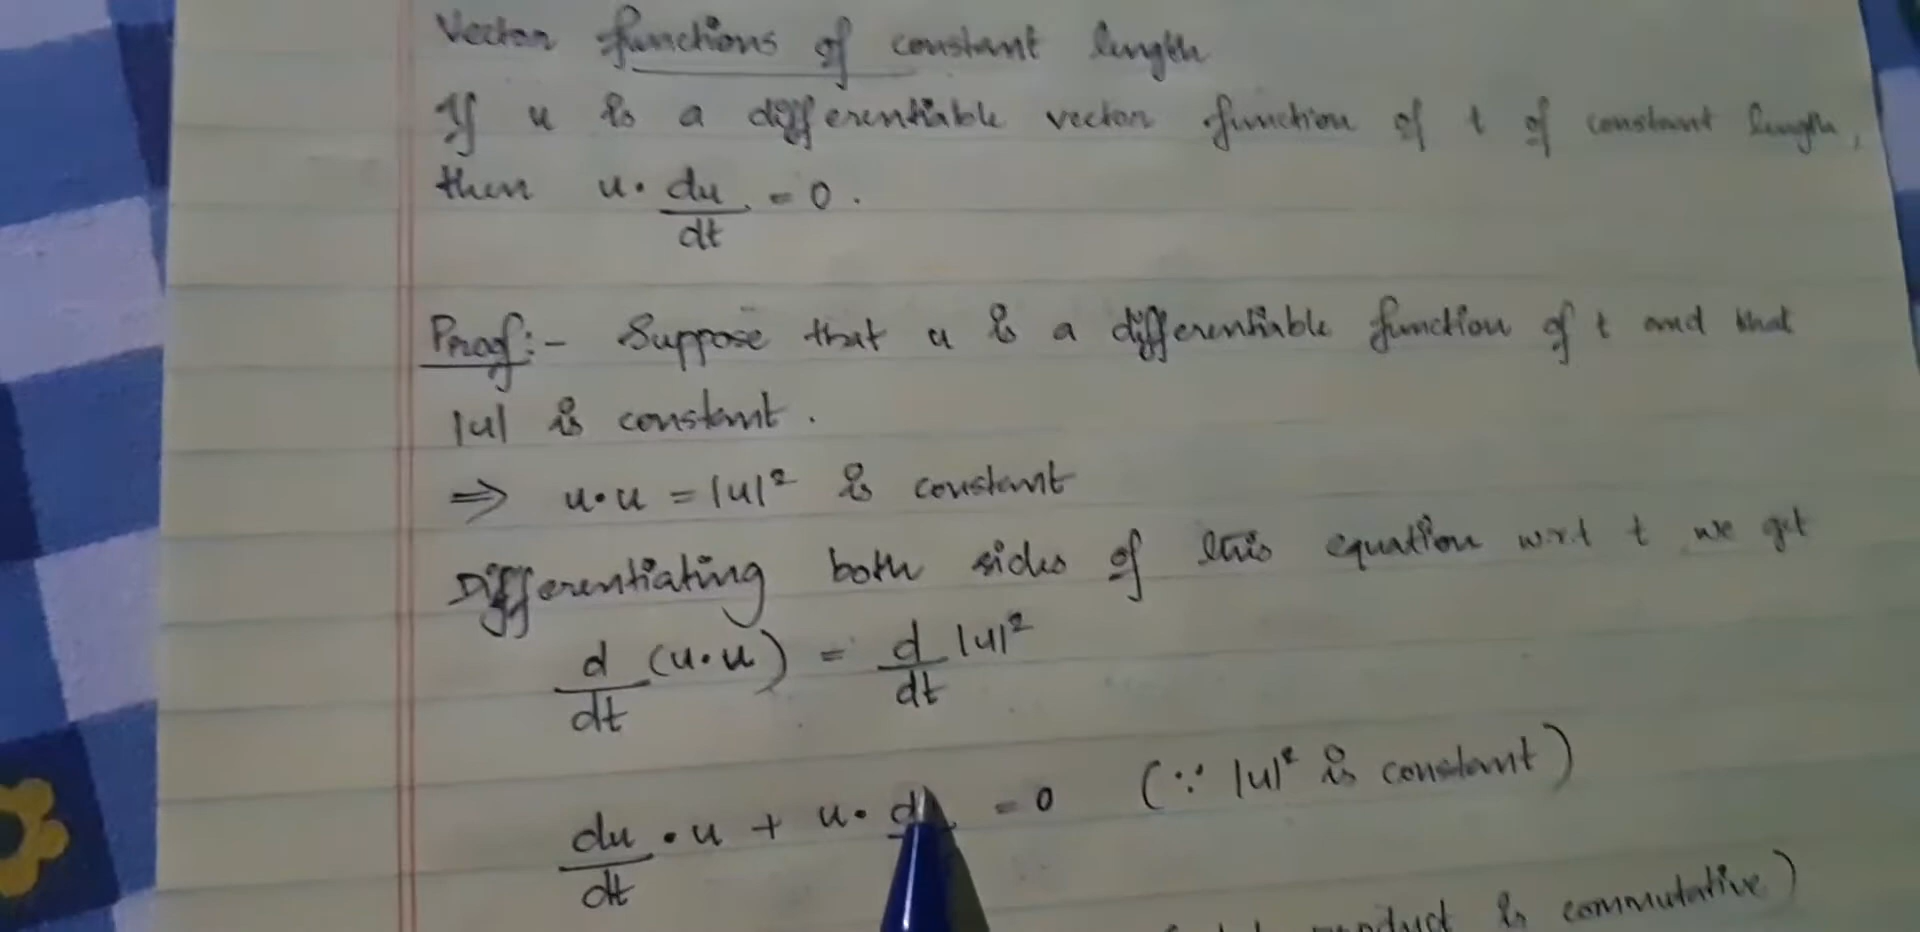 Vector functions of constant length
If u is a differentiable vector function of t of constant length,
then u · du/dt = 0 .
Proof:- Suppose that u is a differentiable function of t and that
|u| is constant .
⇒ u·u = |u|² is constant
Differentiating both sides of this equation w.r.t t we get
d/dt (u·u) = d/dt |u|²
du/dt · u + u · = 0 (∵ |u|² is constant)
product is commutative)